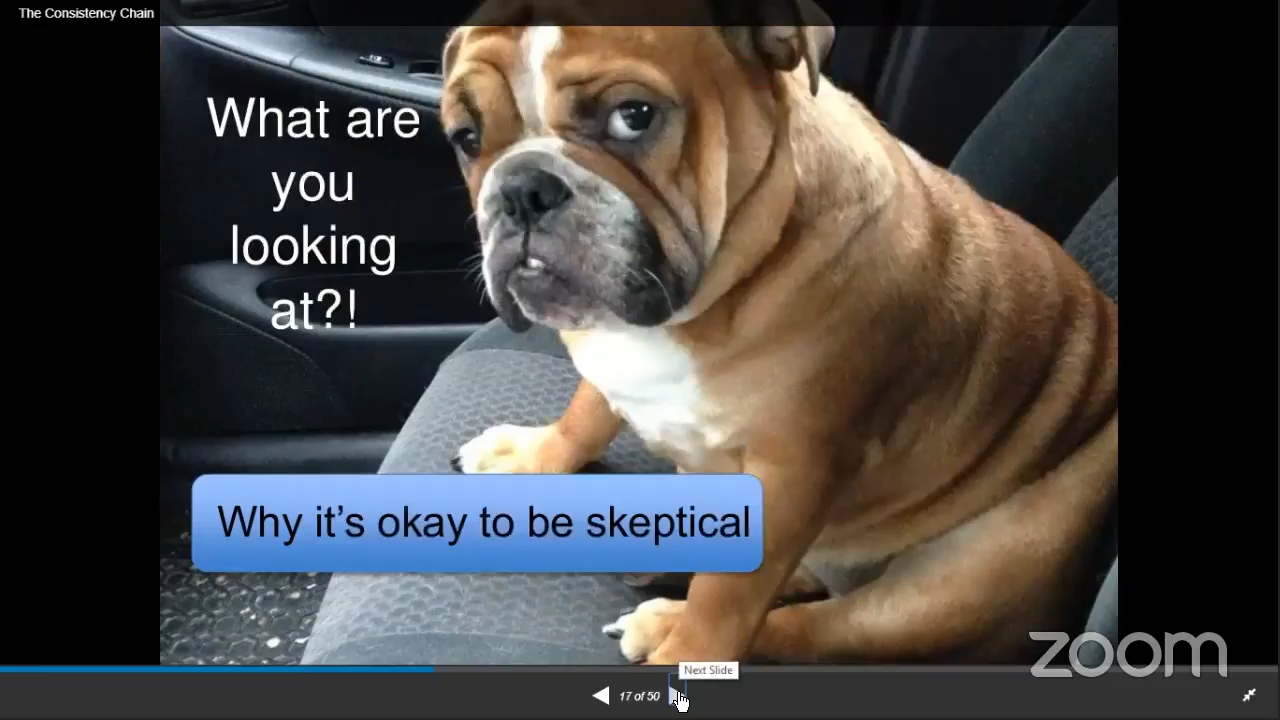 The Consistency Chain
What are
you
looking
at?!
Why it's okay to be skeptical
zoom
Next Slide
17 of 50